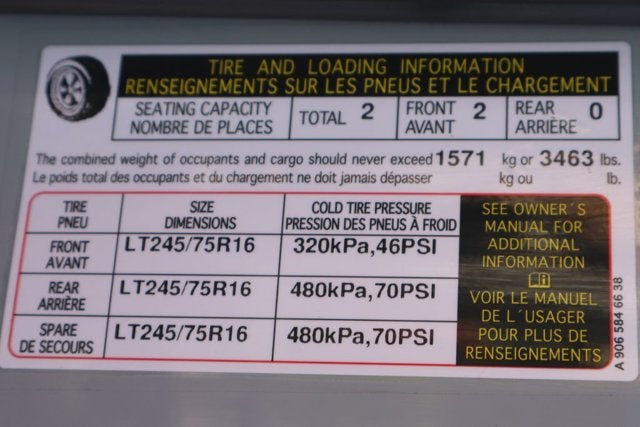 TIRE AND LOADING INFORMATION
RENSEIGNEMENTS SUR LES PNEUS ET LE CHARGEMENT
SEATING CAPACITY
NOMBRE DE PLACES
TOTAL 2
FRONT
AVANT
2
REAR
ARRIÈRE
0
The combined weight of occupants and cargo should never exceed 1571 kg or 3463 lbs.
Le poids total des occupants et du chargement ne doit jamais dépasser kg ou lb.
TIRE
PNEU
SIZE
DIMENSIONS
COLD TIRE PRESSURE
PRESSION DES PNEUS À FROID
FRONT
AVANT
LT245/75R16
320kPa,46PSI
REAR
ARRIÈRE
LT245/75R16
480kPa,70PSI
SPARE
DE SECOURS
LT245/75R16
480kPa,70PSI
SEE OWNER´S
MANUAL FOR
ADDITIONAL
INFORMATION
VOIR LE MANUEL
DE L´USAGER
POUR PLUS DE
RENSEIGNEMENTS
A 906 584 66 38